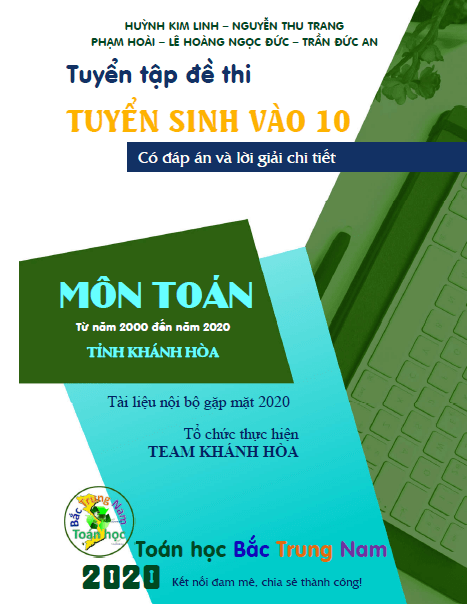 HUỲNH KIM LINH – NGUYỄN THU TRANG
PHẠM HOÀI – LÊ HOÀNG NGỌC ĐỨC – TRẦN ĐỨC AN
Tuyển tập đề thi
TUYỂN SINH VÀO 10
Có đáp án và lời giải chi tiết
MÔN TOÁN
Từ năm 2000 đến năm 2020
TỈNH KHÁNH HÒA
Tài liệu nội bộ gặp mặt 2020
Tổ chức thực hiện
TEAM KHÁNH HÒA
Bắc Trung Nam
Toán học
Toán học Bắc Trung Nam
2020
Kết nối đam mê, chia sẻ thành công!